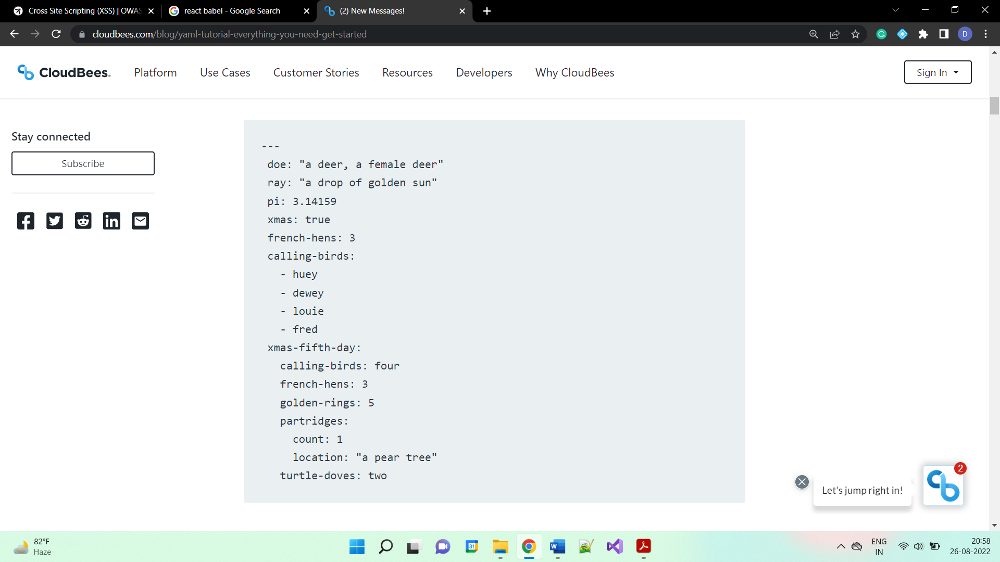 Cross Site Scripting (XSS) | OWAS
react babel - Google Search
(2) New Messages!
cloudbees.com/blog/yaml-tutorial-everything-you-need-get-started
D
CloudBees.
Platform
Use Cases
Customer Stories
Resources
Developers
Why CloudBees
Sign In
Stay connected
Subscribe
---
doe: "a deer, a female deer"
ray: "a drop of golden sun"
pi: 3.14159
xmas: true
french-hens: 3
calling-birds:
- huey
- dewey
- louie
- fred
xmas-fifth-day:
calling-birds: four
french-hens: 3
golden-rings: 5
partridges:
count: 1
location: "a pear tree"
turtle-doves: two
2
Let's jump right in!
82°F
Haze
31
ENG
IN
20:58
26-08-2022